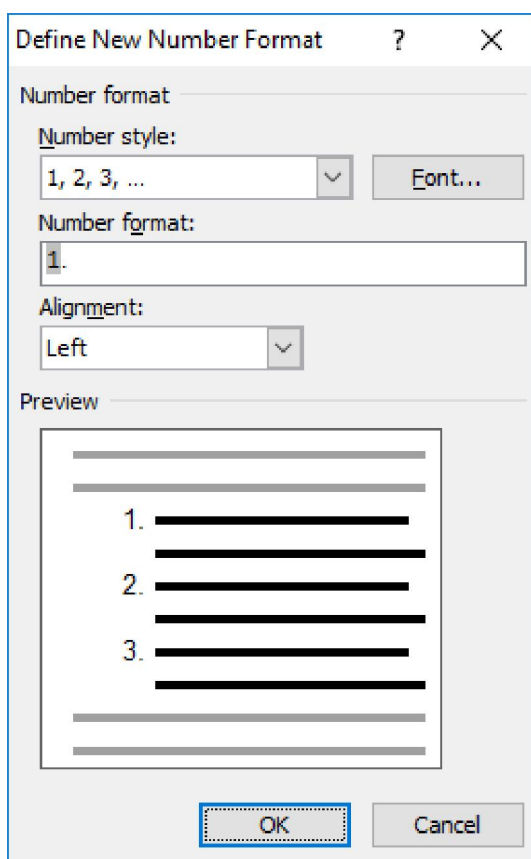 Define New Number Format ?
Number format
Number style:
1, 2, 3, ... Font...
Number format:
1.
Alignment:
Left
Preview
1.
2.
3.
OK Cancel